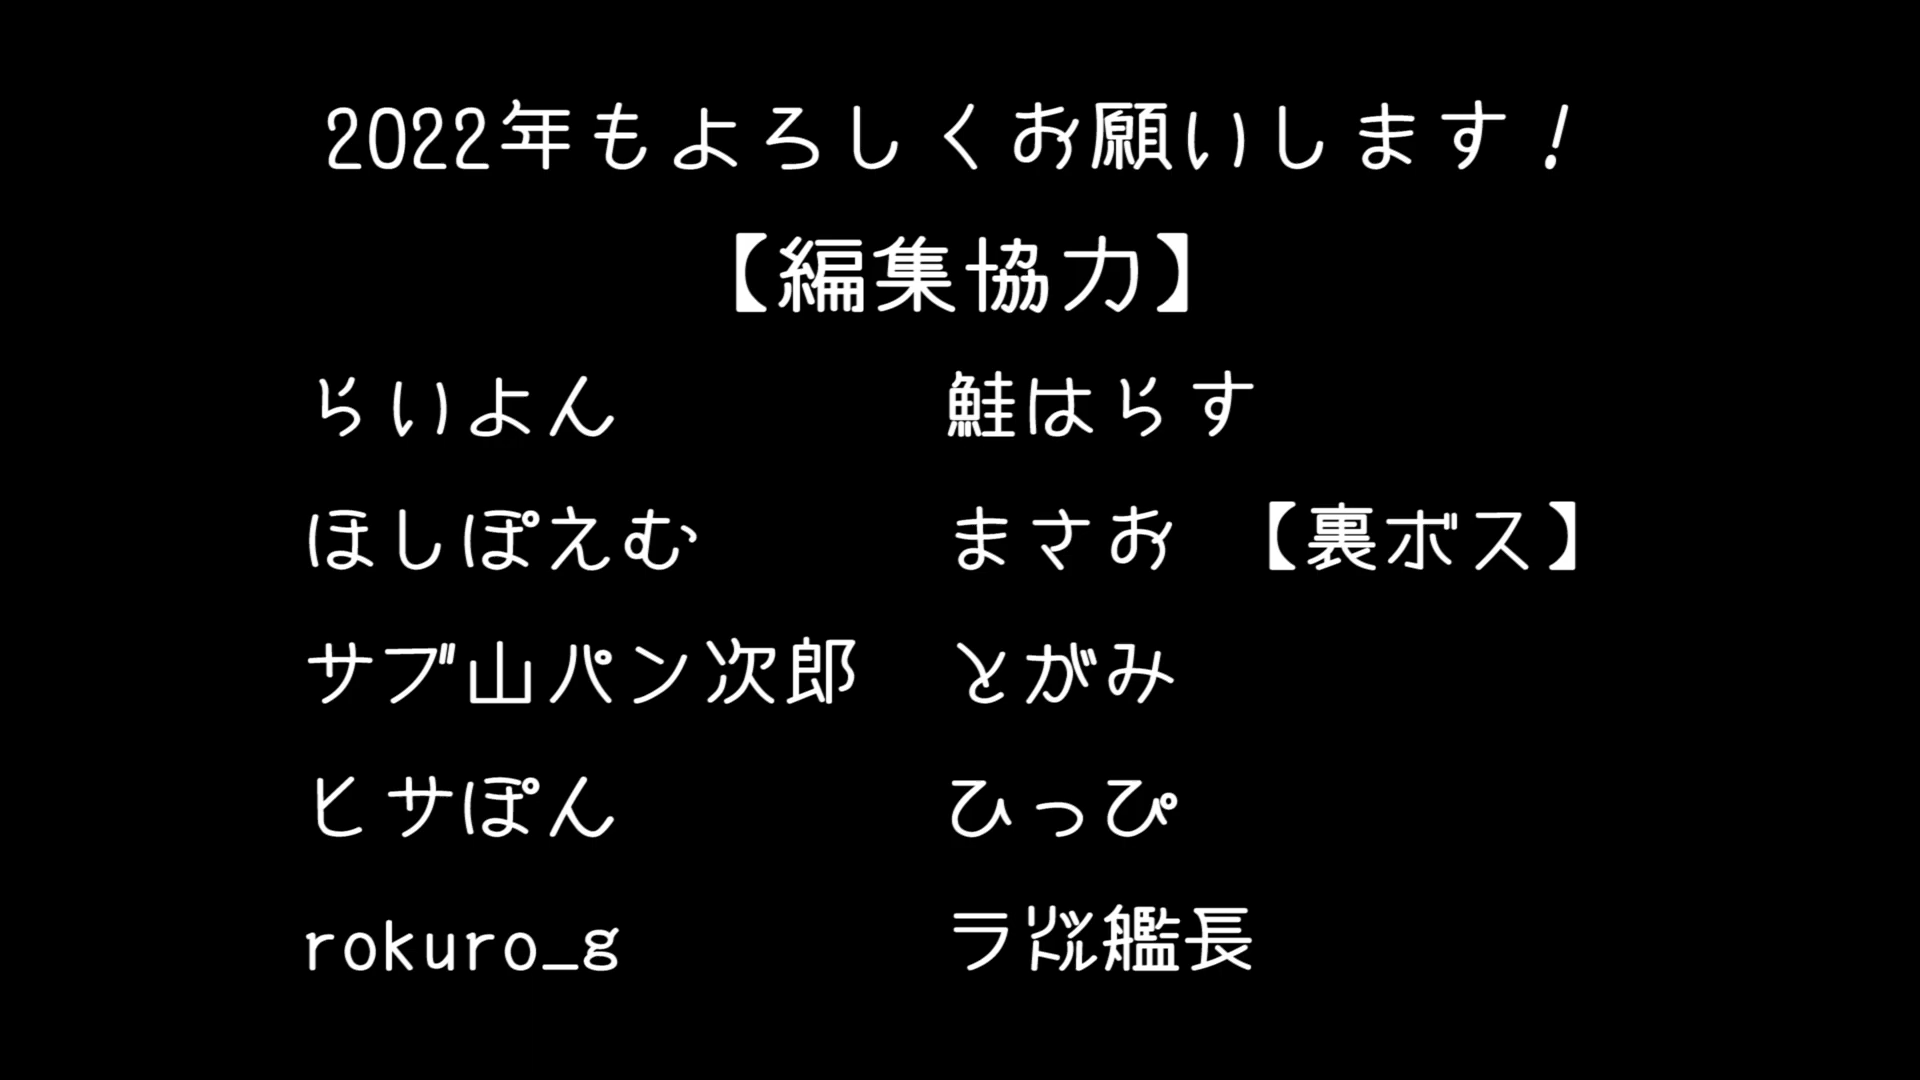 2022年もよろしくお願いします！
【編集協力】
らいよん　鮭はらす
ほしぽえむ　まさお　【裏ボス】
サブ山パン次郎　とがみ
ヒサぽん　ひっぴ
rokuro_g　ラ㍑艦長